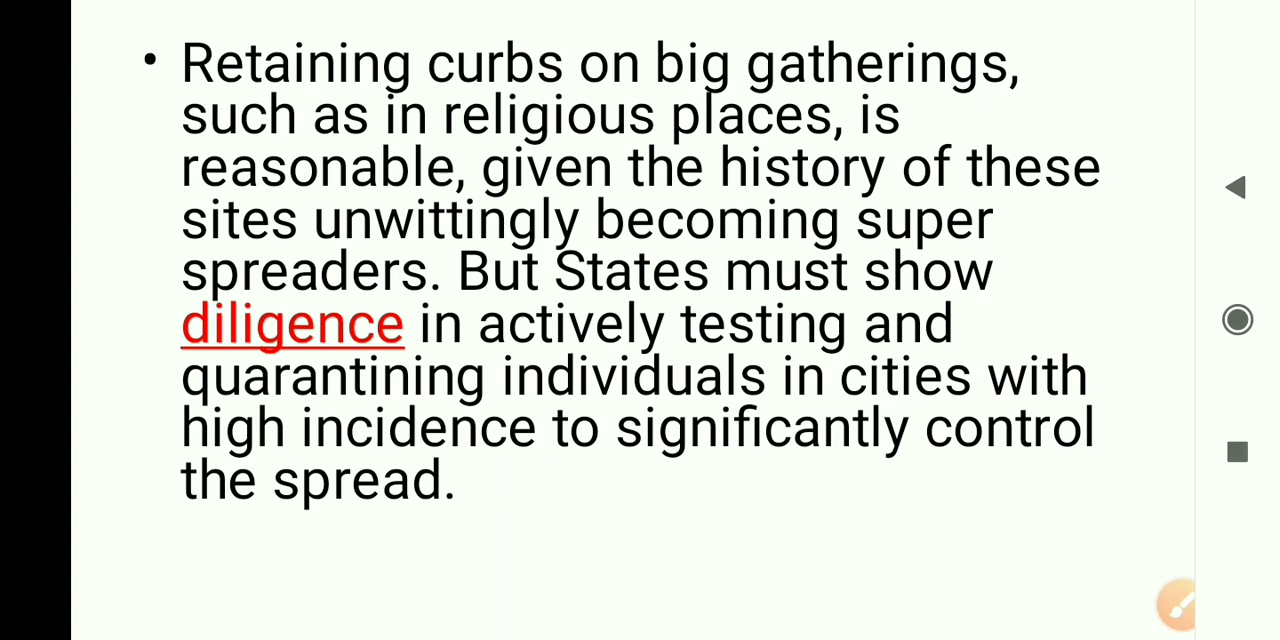 • Retaining curbs on big gatherings,
such as in religious places, is
reasonable, given the history of these
sites unwittingly becoming super
spreaders. But States must show
diligence in actively testing and
quarantining individuals in cities with
high incidence to significantly control
the spread.